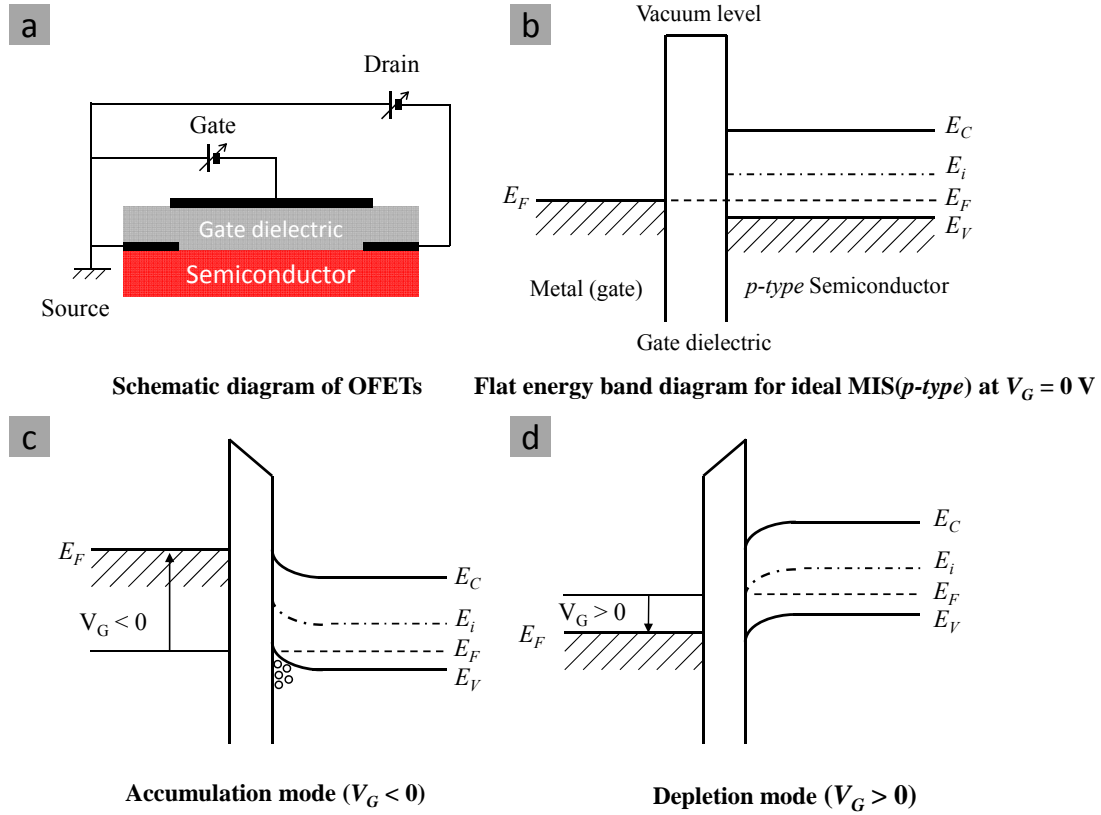 a
Drain
Gate
Gate dielectric
Semiconductor
Source
Schematic diagram of OFETs
b
Vacuum level
E_C
E_i
E_F
E_F
E_V
Metal (gate)
p-type Semiconductor
Gate dielectric
Flat energy band diagram for ideal MIS(p-type) at V_G = 0 V
c
E_F
E_C
V_G < 0
E_i
E_F
E_V
Accumulation mode (V_G < 0)
d
E_C
E_i
E_F
V_G > 0
E_V
E_F
Depletion mode (V_G > 0)